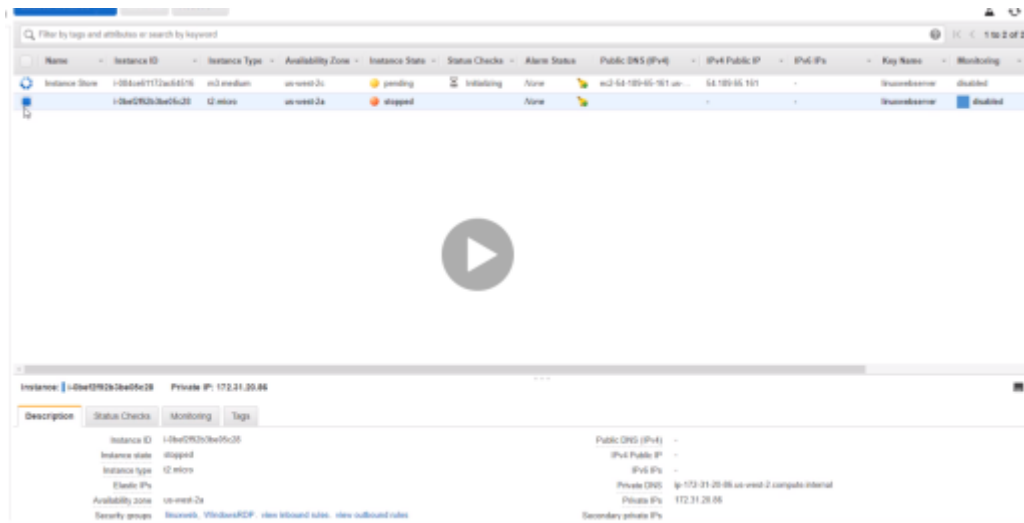 Filter by tags and attributes or search by keyword 1 to 2 of 2
Name Instance ID Instance Type Availability Zone Instance State Status Checks Alarm Status Public DNS (IPv4) IPv4 Public IP IPv6 IPs Key Name Monitoring
Instance Store m3.medium us-west-2c pending Initializing None 54.189.65.161 - linuxwebserver disabled
t2.micro us-west-2a stopped None - - linuxwebserver disabled
Instance: Private IP: 172.31.20.86
Description Status Checks Monitoring Tags
Instance ID Public DNS (IPv4) -
Instance state stopped IPv4 Public IP -
Instance type t2.micro IPv6 IPs -
Elastic IPs Private DNS ip-172-31-20-86.us-west-2.compute.internal
Availability zone us-west-2a Private IPs 172.31.20.86
Security groups linuxweb, WindowsRDP. view inbound rules. view outbound rules Secondary private IPs